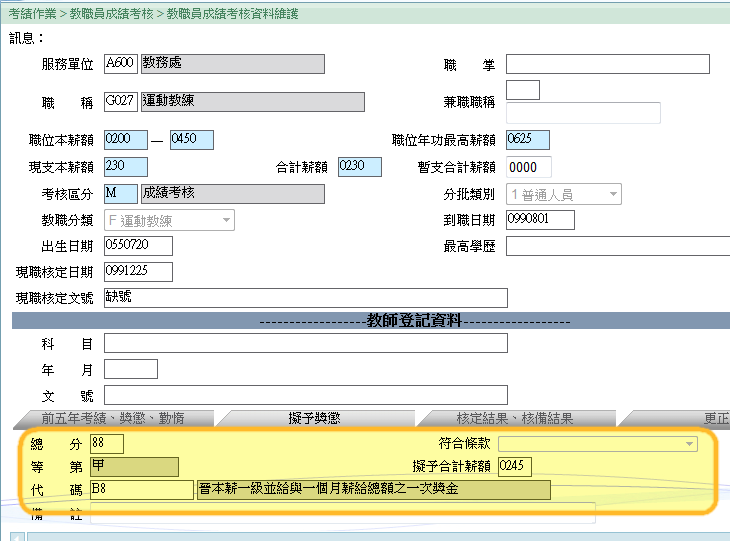 考績作業 > 教職員成績考核 > 教職員成績考核資料維護
訊息：
服務單位 A600 教務處 職 掌
職 稱 G027 運動教練 兼職職稱
職位本薪額 0200 — 0450 職位年功最高薪額 0625
現支本薪額 230 合計薪額 0230 暫支合計薪額 0000
考核區分 M 成績考核 分批類別 1 普通人員
教職分類 F 運動教練 到職日期 0990801
出生日期 0550720 最高學歷
現職核定日期 0991225
現職核定文號 缺號
------------------教師登記資料------------------
科 目
年 月
文 號
前五年考績、獎懲、勤惰 擬予獎懲 核定結果、核備結果 更正
總 分 88 符合條款
等 第 甲 擬予合計薪額 0245
代 碼 B8 晉本薪一級並給與一個月薪給總額之一次獎金
備 註